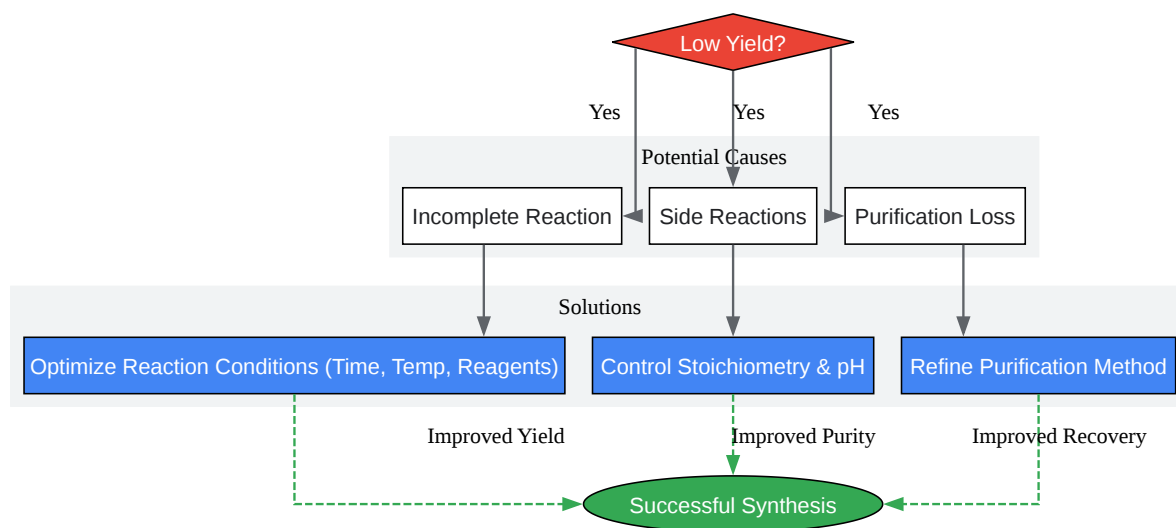 Low Yield?
Yes
Yes
Yes
Potential Causes
Incomplete Reaction
Side Reactions
Purification Loss
Solutions
Optimize Reaction Conditions (Time, Temp, Reagents)
Control Stoichiometry & pH
Refine Purification Method
Improved Yield
Improved Purity
Improved Recovery
Successful Synthesis